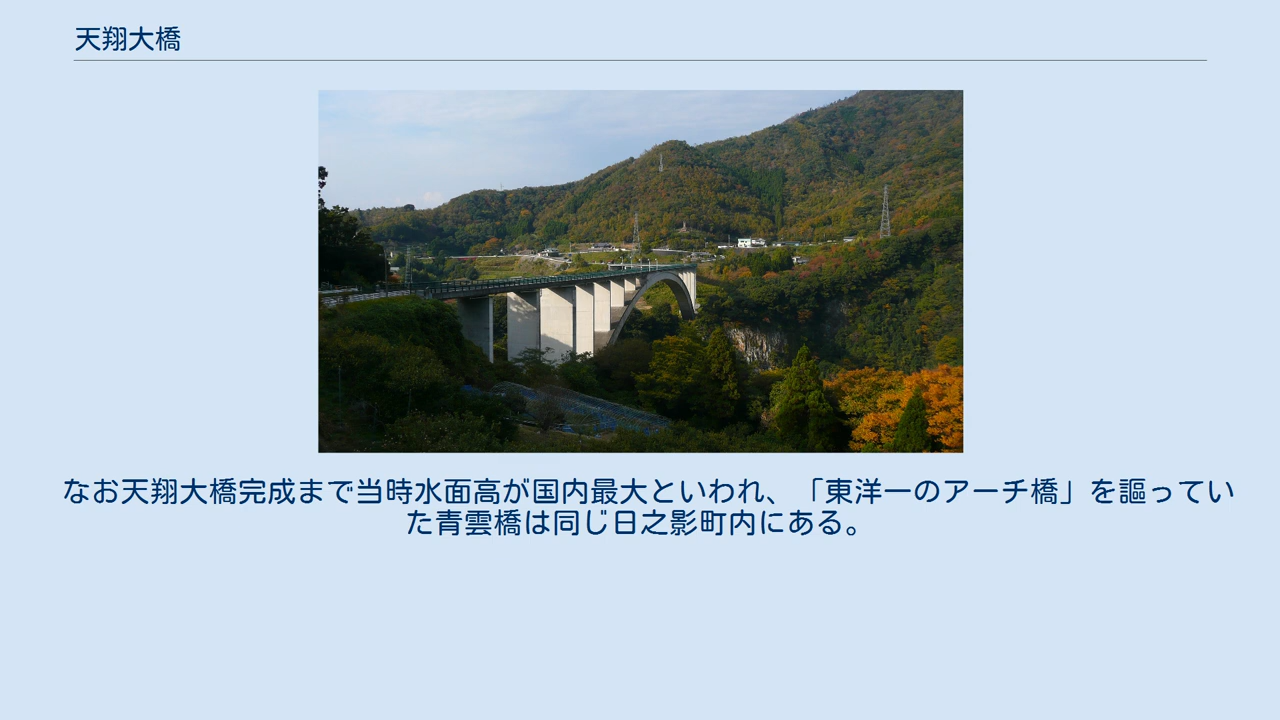 天翔大橋
なお天翔大橋完成まで当時水面高が国内最大といわれ、「東洋一のアーチ橋」を謳ってい
た青雲橋は同じ日之影町内にある。